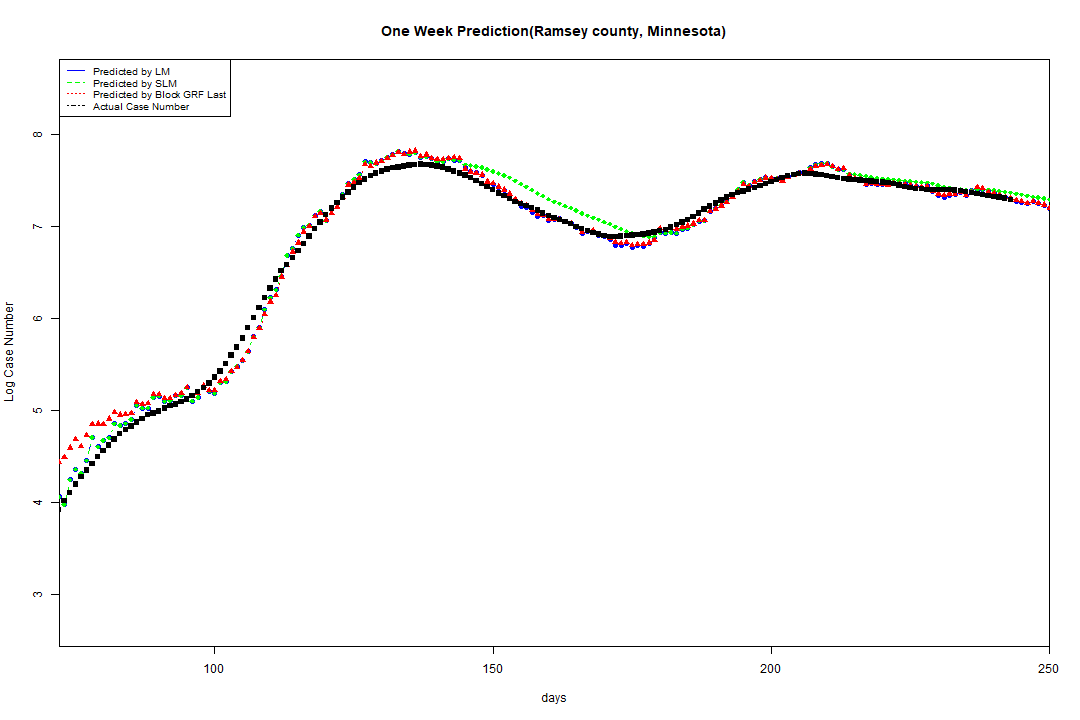 One Week Prediction(Ramsey county, Minnesota)
Predicted by LM
Predicted by SLM
Predicted by Block GRF Last
Actual Case Number
8
7
6
5
4
3
Log Case Number
100 150 200 250
days